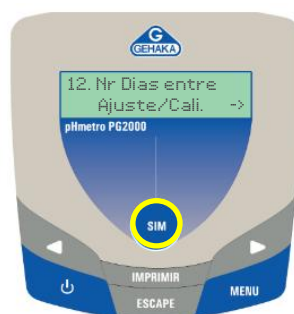 G
GEHAKA
12. Nr Dias entre
Ajuste/Cali. ->
pHmetro PG2000
SIM
IMPRIMIR
ESCAPE
MENU